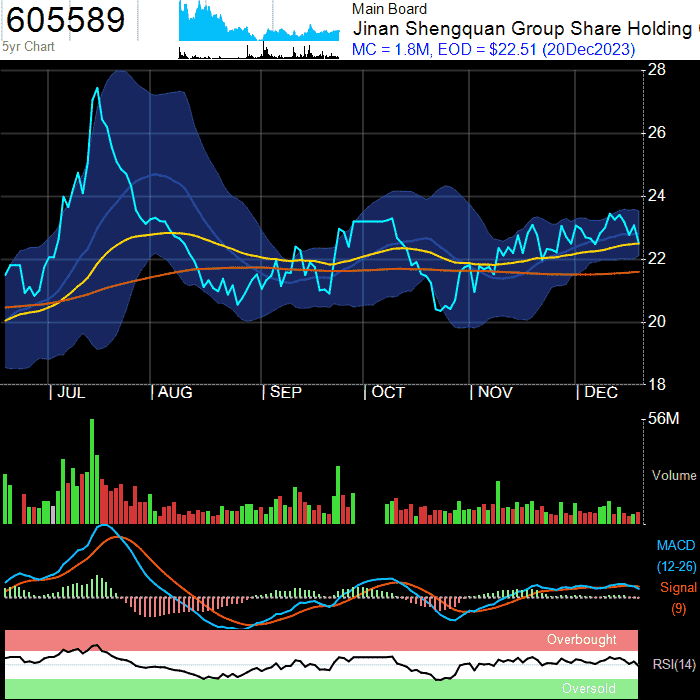 605589
5yr Chart
Main Board
Jinan Shengquan Group Share Holding (
MC = 1.8M, EOD = $22.51 (20Dec2023)
28
26
24
22
20
18
| JUL | AUG | SEP | OCT | NOV | DEC
56M
Volume
MACD
(12-26)
Signal
(9)
Overbought
RSI(14)
Oversold